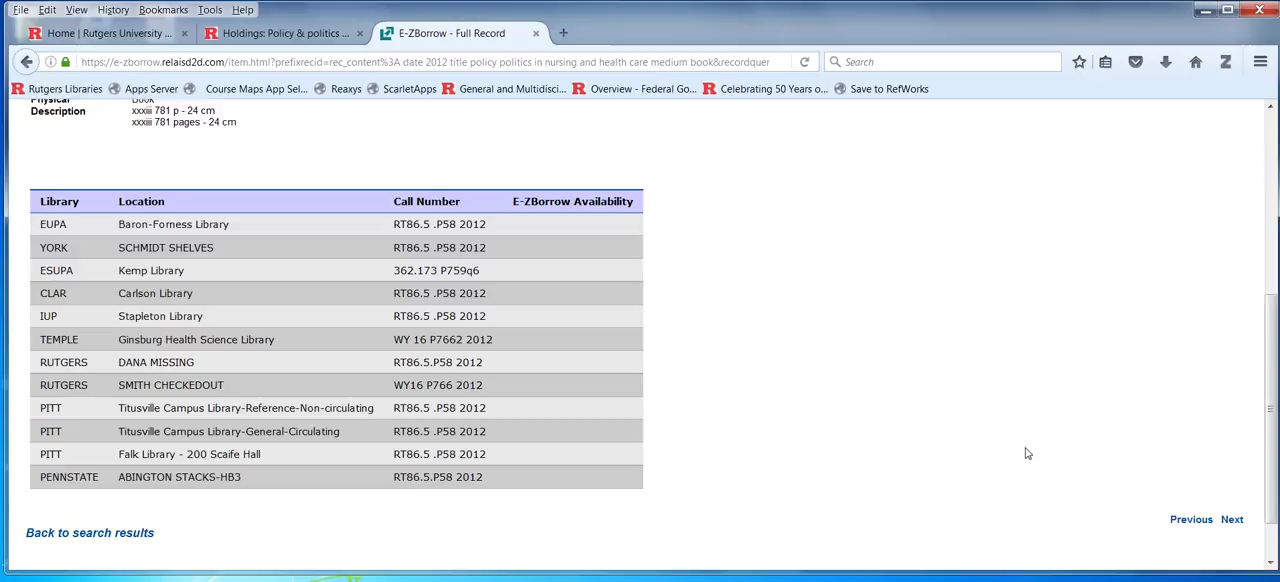 File Edit View History Bookmarks Tools Help
Home | Rutgers University ... × Holdings: Policy & politics ... × E-ZBorrow - Full Record × +
https://e-zborrow.relaisd2d.com/item.html?prefixrecid=rec_content%3A date 2012 title policy politics in nursing and health care medium book&recordquer Search
Rutgers Libraries Apps Server Course Maps App Sel... Reaxys ScarletApps General and Multidisci... Overview - Federal Go... Celebrating 50 Years o... Save to RefWorks
Physical Book
Description xxxiii 781 p - 24 cm
xxxiii 781 pages - 24 cm
Library Location Call Number E-ZBorrow Availability
EUPA Baron-Forness Library RT86.5 .P58 2012
YORK SCHMIDT SHELVES RT86.5 .P58 2012
ESUPA Kemp Library 362.173 P759q6
CLAR Carlson Library RT86.5 .P58 2012
IUP Stapleton Library RT86.5 .P58 2012
TEMPLE Ginsburg Health Science Library WY 16 P7662 2012
RUTGERS DANA MISSING RT86.5.P58 2012
RUTGERS SMITH CHECKEDOUT WY16 P766 2012
PITT Titusville Campus Library-Reference-Non-circulating RT86.5 .P58 2012
PITT Titusville Campus Library-General-Circulating RT86.5 .P58 2012
PITT Falk Library - 200 Scaife Hall RT86.5 .P58 2012
PENNSTATE ABINGTON STACKS-HB3 RT86.5.P58 2012
Previous Next
Back to search results